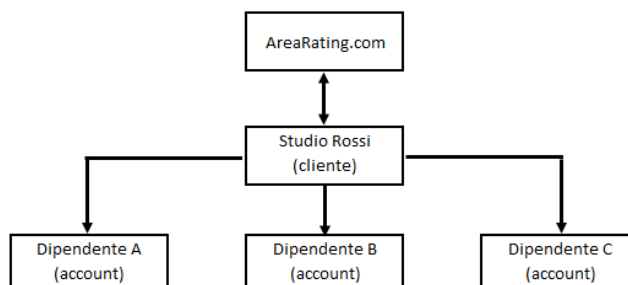 AreaRating.com
Studio Rossi
(cliente)
Dipendente A
(account)
Dipendente B
(account)
Dipendente C
(account)